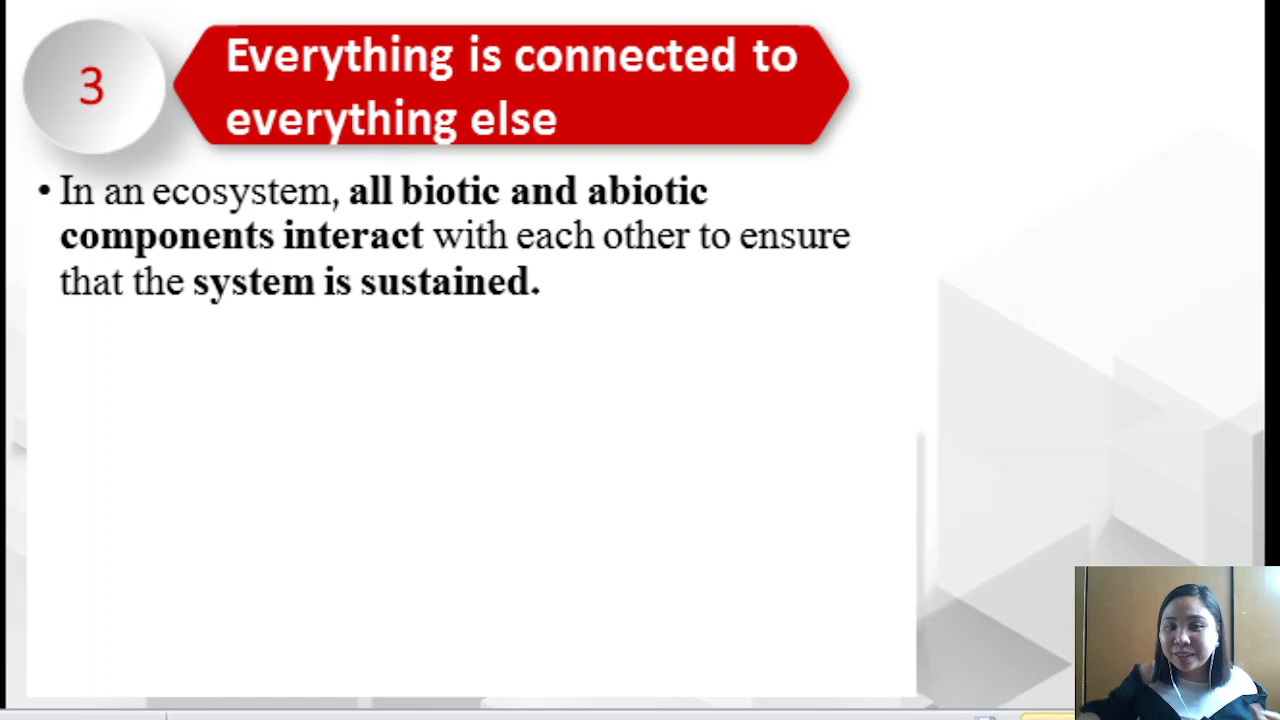 3
Everything is connected to
everything else
• In an ecosystem, all biotic and abiotic
components interact with each other to ensure
that the system is sustained.